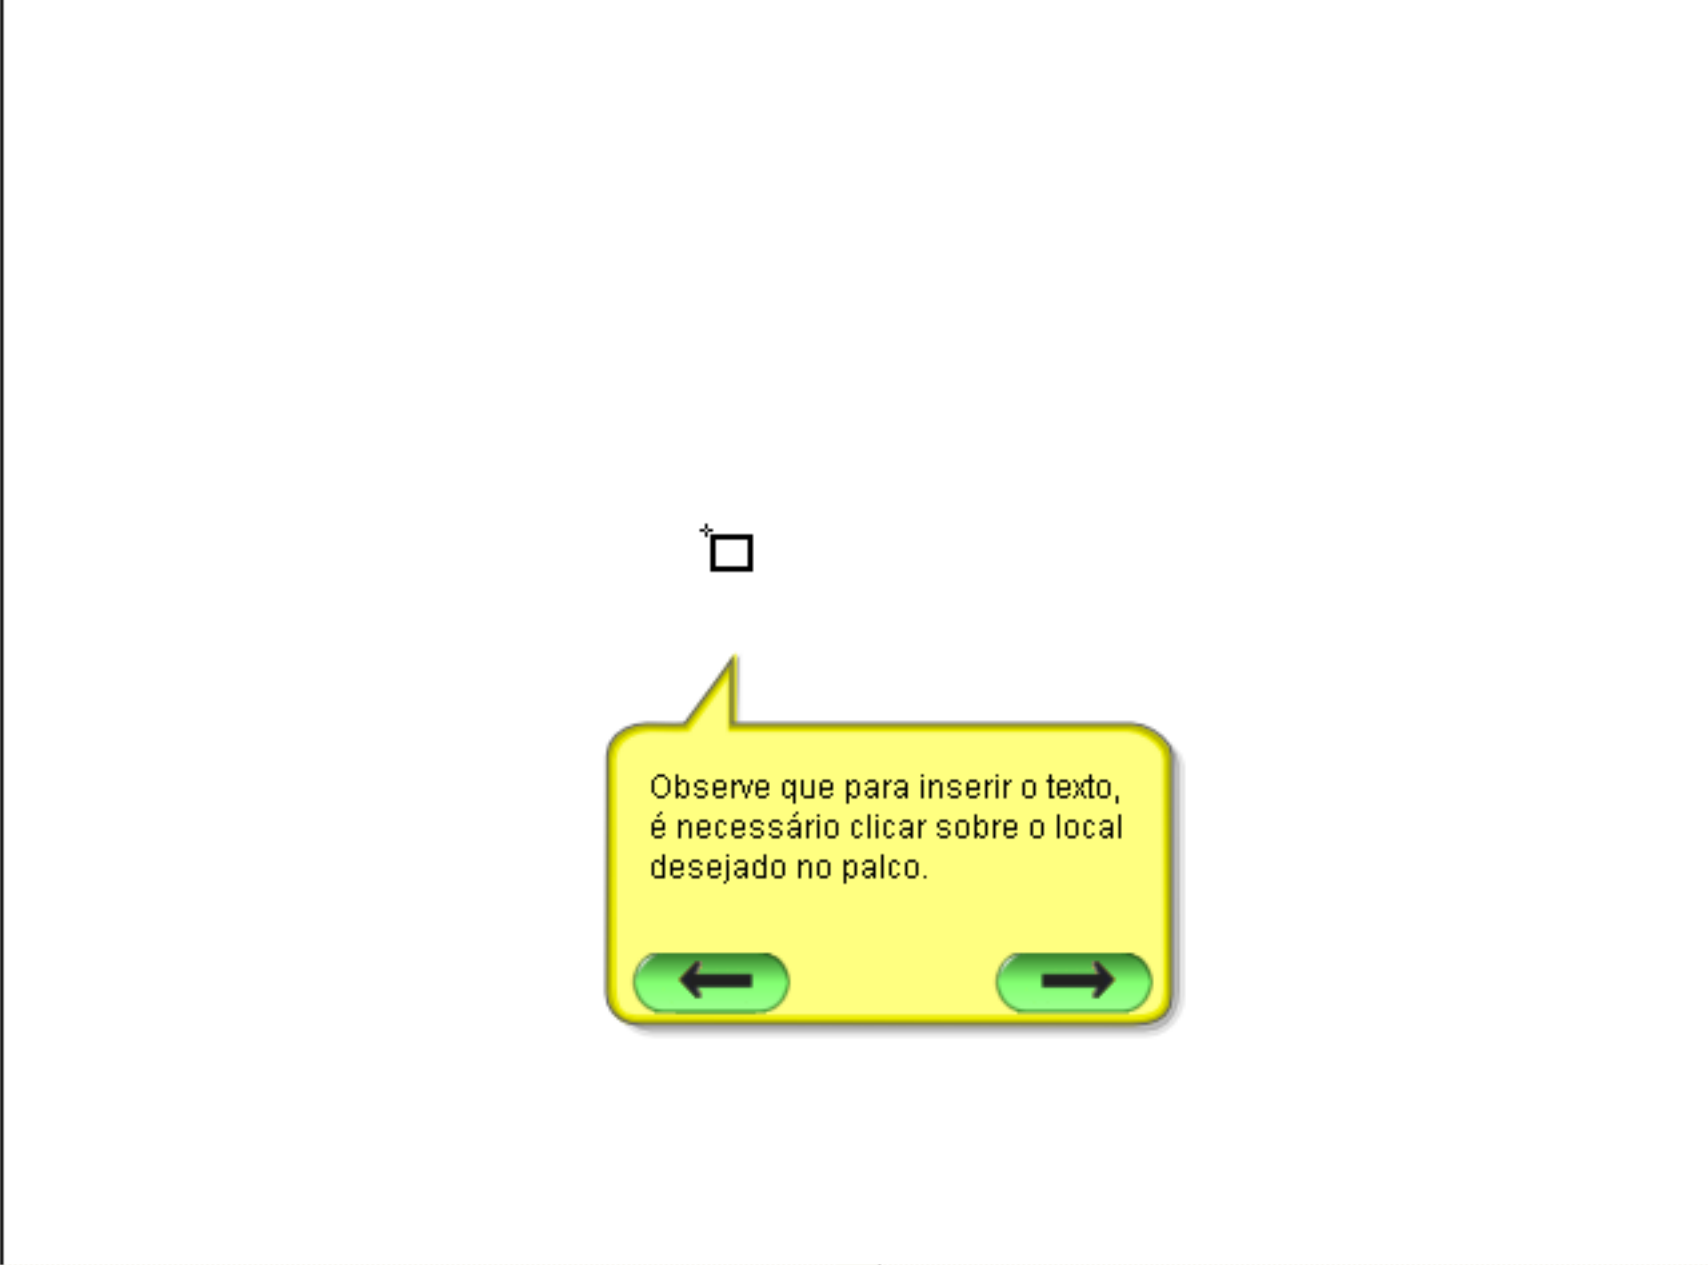 Observe que para inserir o texto,
é necessário clicar sobre o local
desejado no palco.